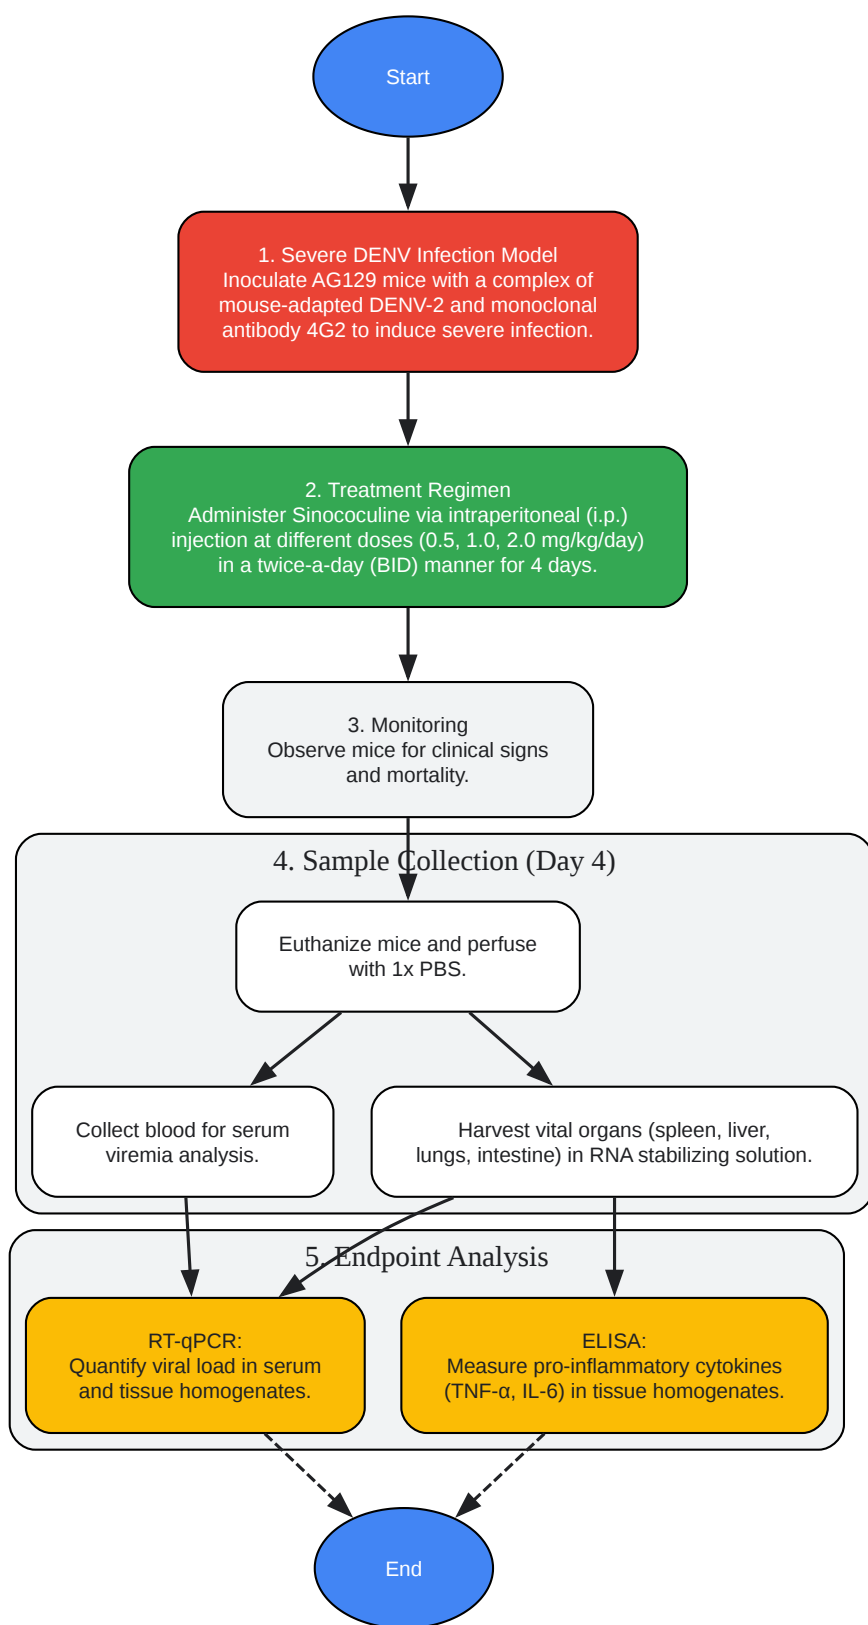 Start
1. Severe DENV Infection Model
Inoculate AG129 mice with a complex of
mouse-adapted DENV-2 and monoclonal
antibody 4G2 to induce severe infection.
2. Treatment Regimen
Administer Sinococuline via intraperitoneal (i.p.)
injection at different doses (0.5, 1.0, 2.0 mg/kg/day)
in a twice-a-day (BID) manner for 4 days.
3. Monitoring
Observe mice for clinical signs
and mortality.
4. Sample Collection (Day 4)
Euthanize mice and perfuse
with 1x PBS.
Collect blood for serum
viremia analysis.
Harvest vital organs (spleen, liver,
lungs, intestine) in RNA stabilizing solution.
5. Endpoint Analysis
RT-qPCR:
Quantify viral load in serum
and tissue homogenates.
ELISA:
Measure pro-inflammatory cytokines
(TNF-α, IL-6) in tissue homogenates.
End